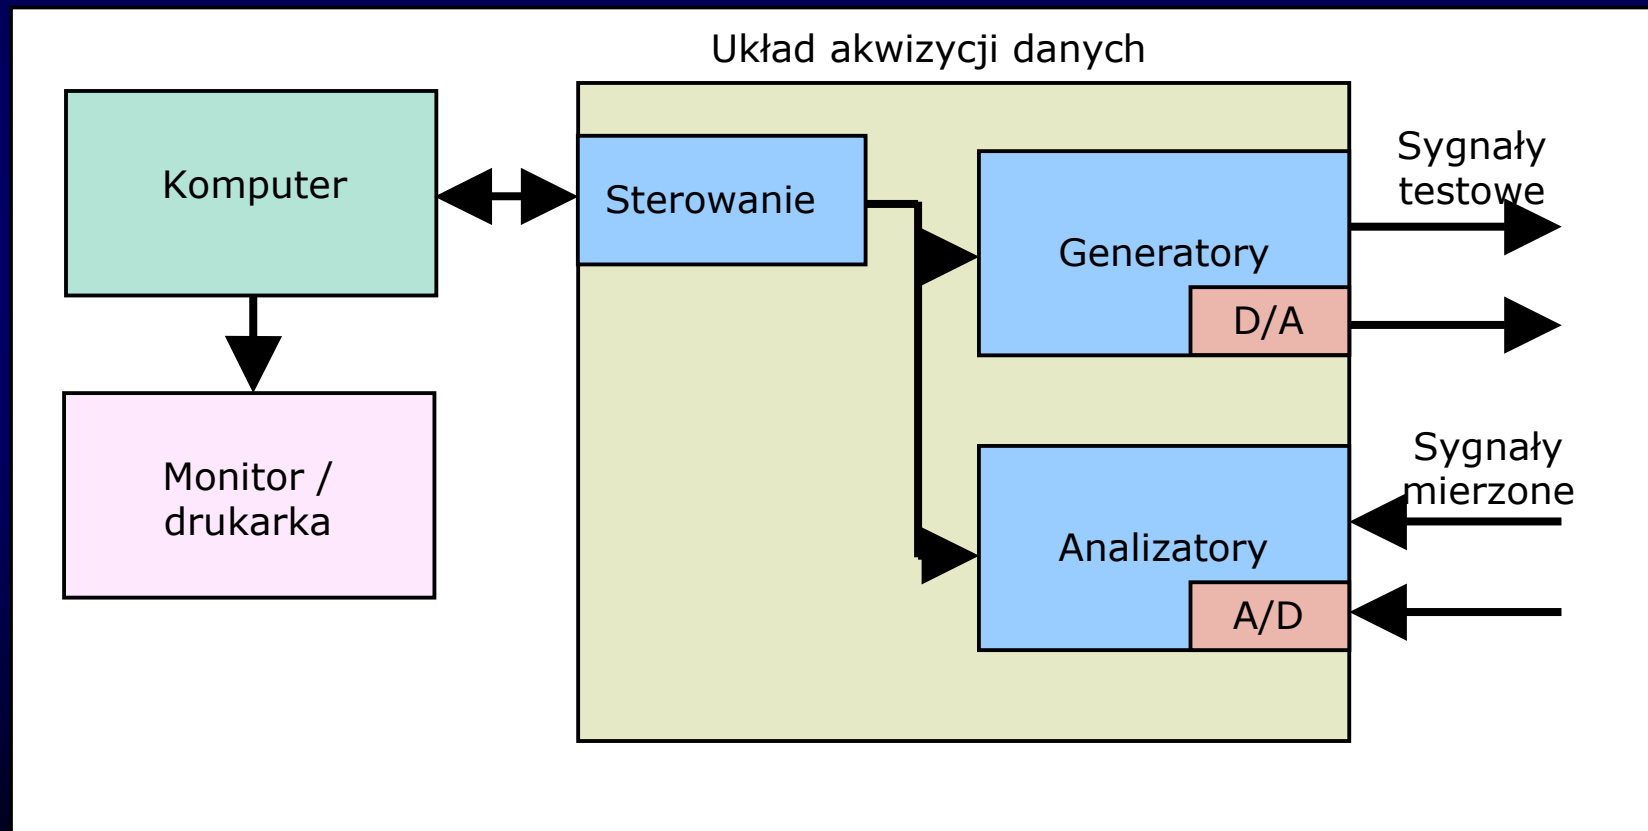 Układ akwizycji danych
Komputer
Sterowanie
Sygnały
testowe
Generatory
D/A
Monitor /
drukarka
Sygnały
mierzone
Analizatory
A/D